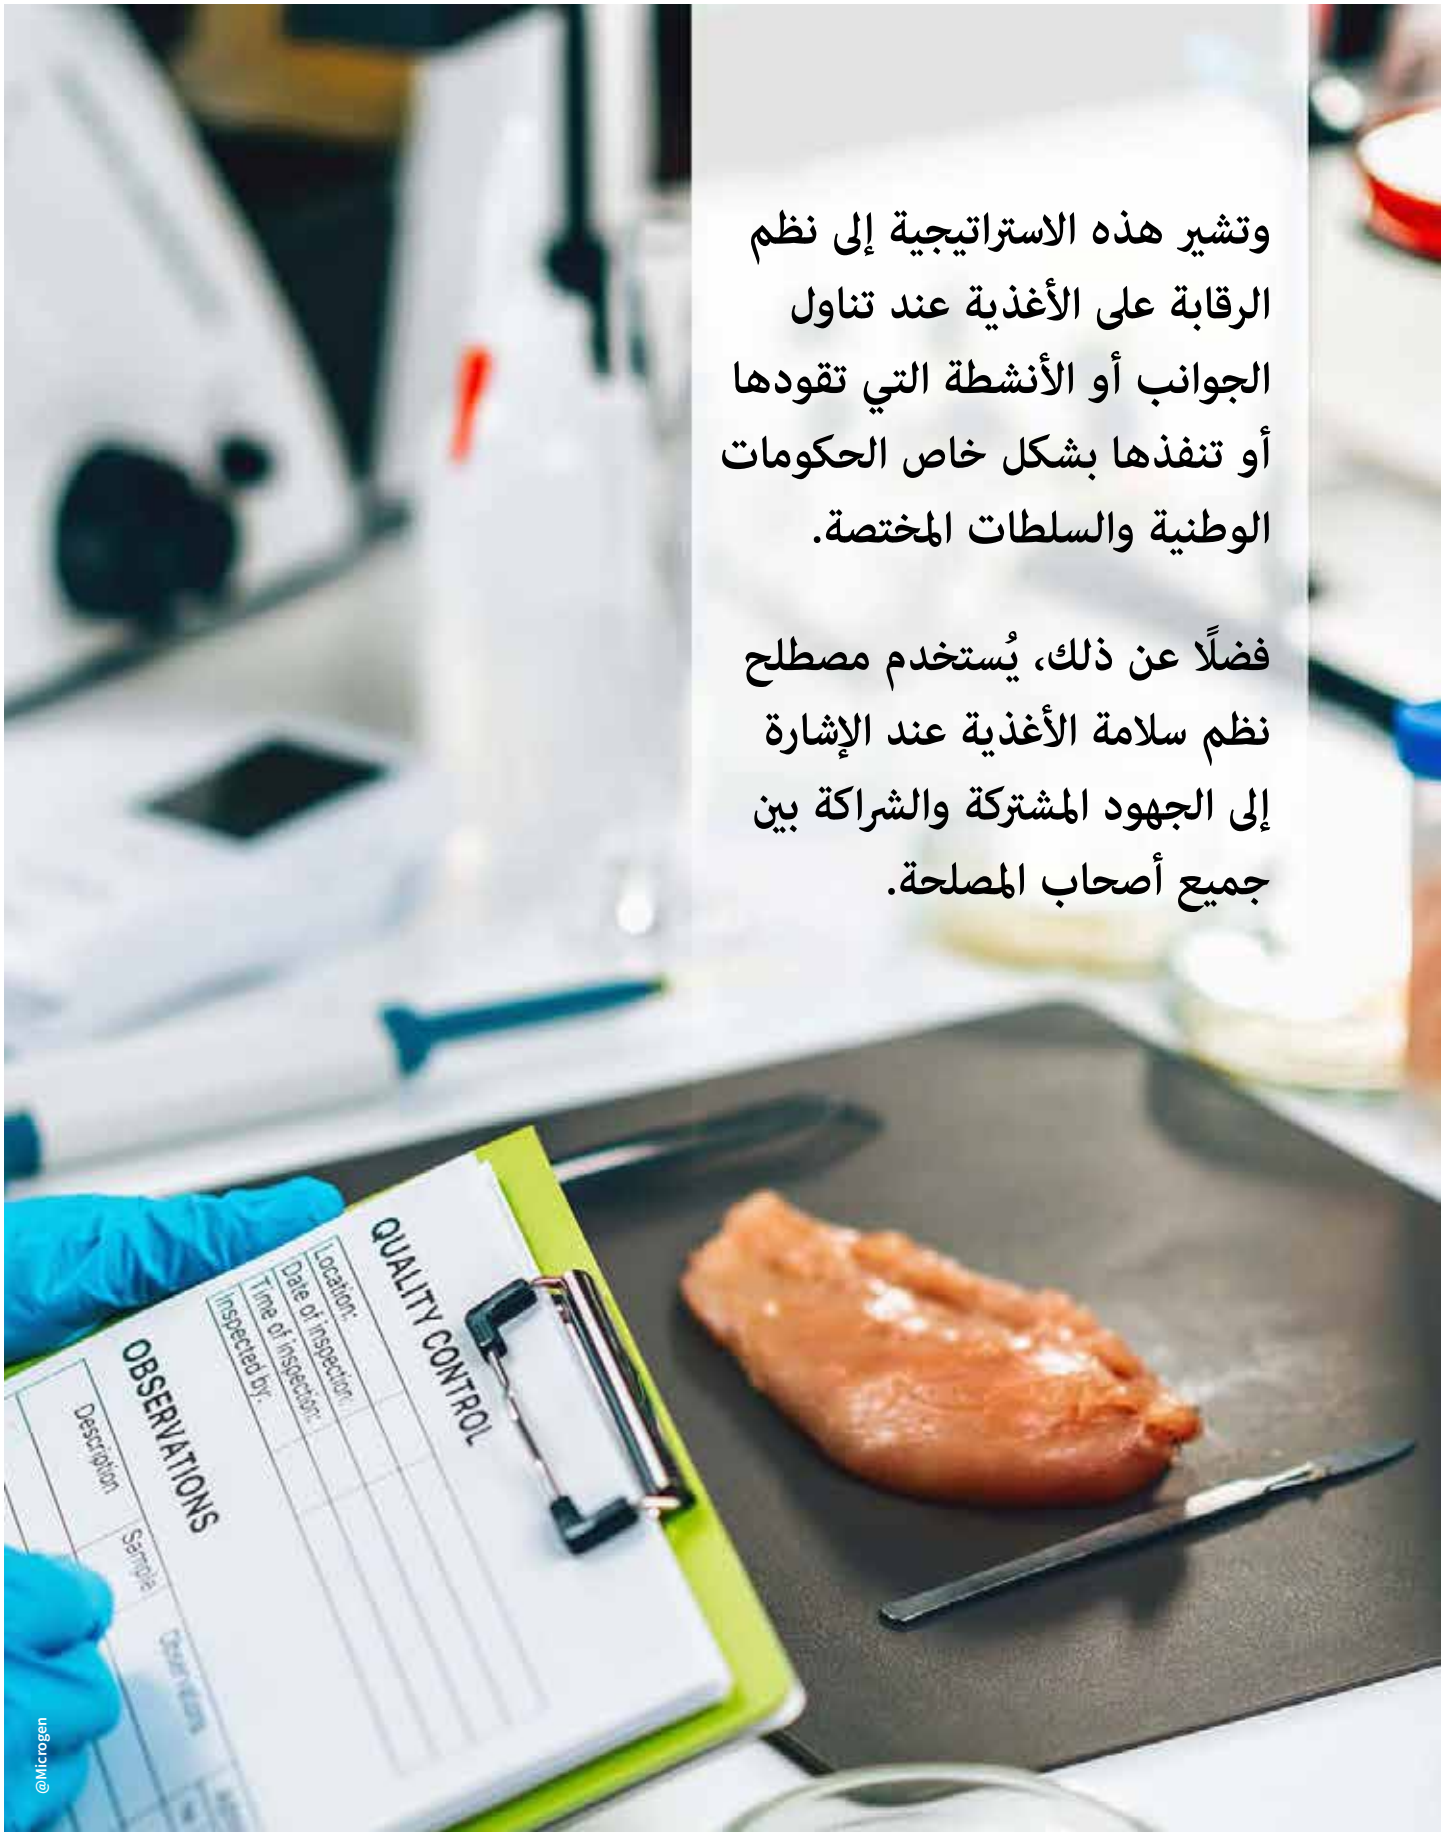 وتشير هذه الاستراتيجية إلى نظم
الرقابة على الأغذية عند تناول
الجوانب أو الأنشطة التي تقودها
أو تنفذها بشكل خاص الحكومات
الوطنية والسلطات المختصة.
فضلًا عن ذلك، يُستخدم مصطلح
نظم سلامة الأغذية عند الإشارة
إلى الجهود المشتركة والشراكة بين
جميع أصحاب المصلحة.
QUALITY CONTROL
Location:
Date of inspection:
Time of inspection:
Inspected by:
OBSERVATIONS
Description
Sample
Observations
@Microgen